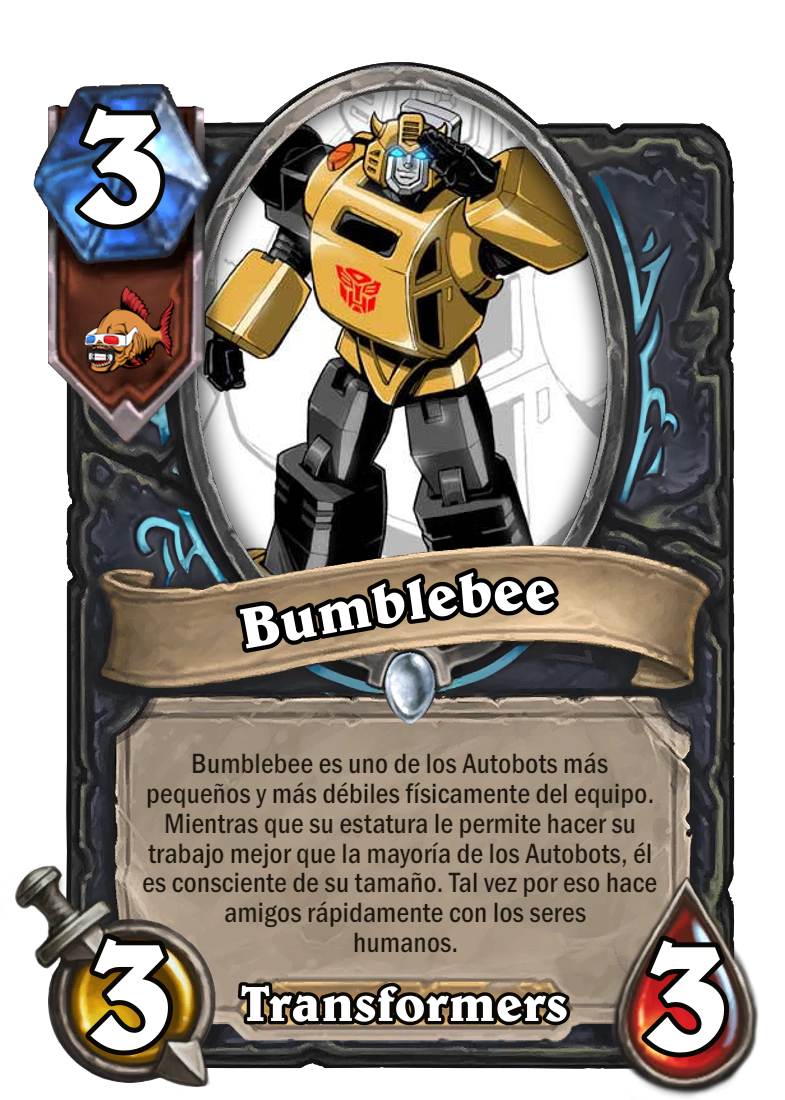 3
Bumblebee
Bumblebee es uno de los Autobots más
pequeños y más débiles físicamente del equipo.
Mientras que su estatura le permite hacer su
trabajo mejor que la mayoría de los Autobots, él
es consciente de su tamaño. Tal vez por eso hace
amigos rápidamente con los seres
humanos.
3
Transformers
3